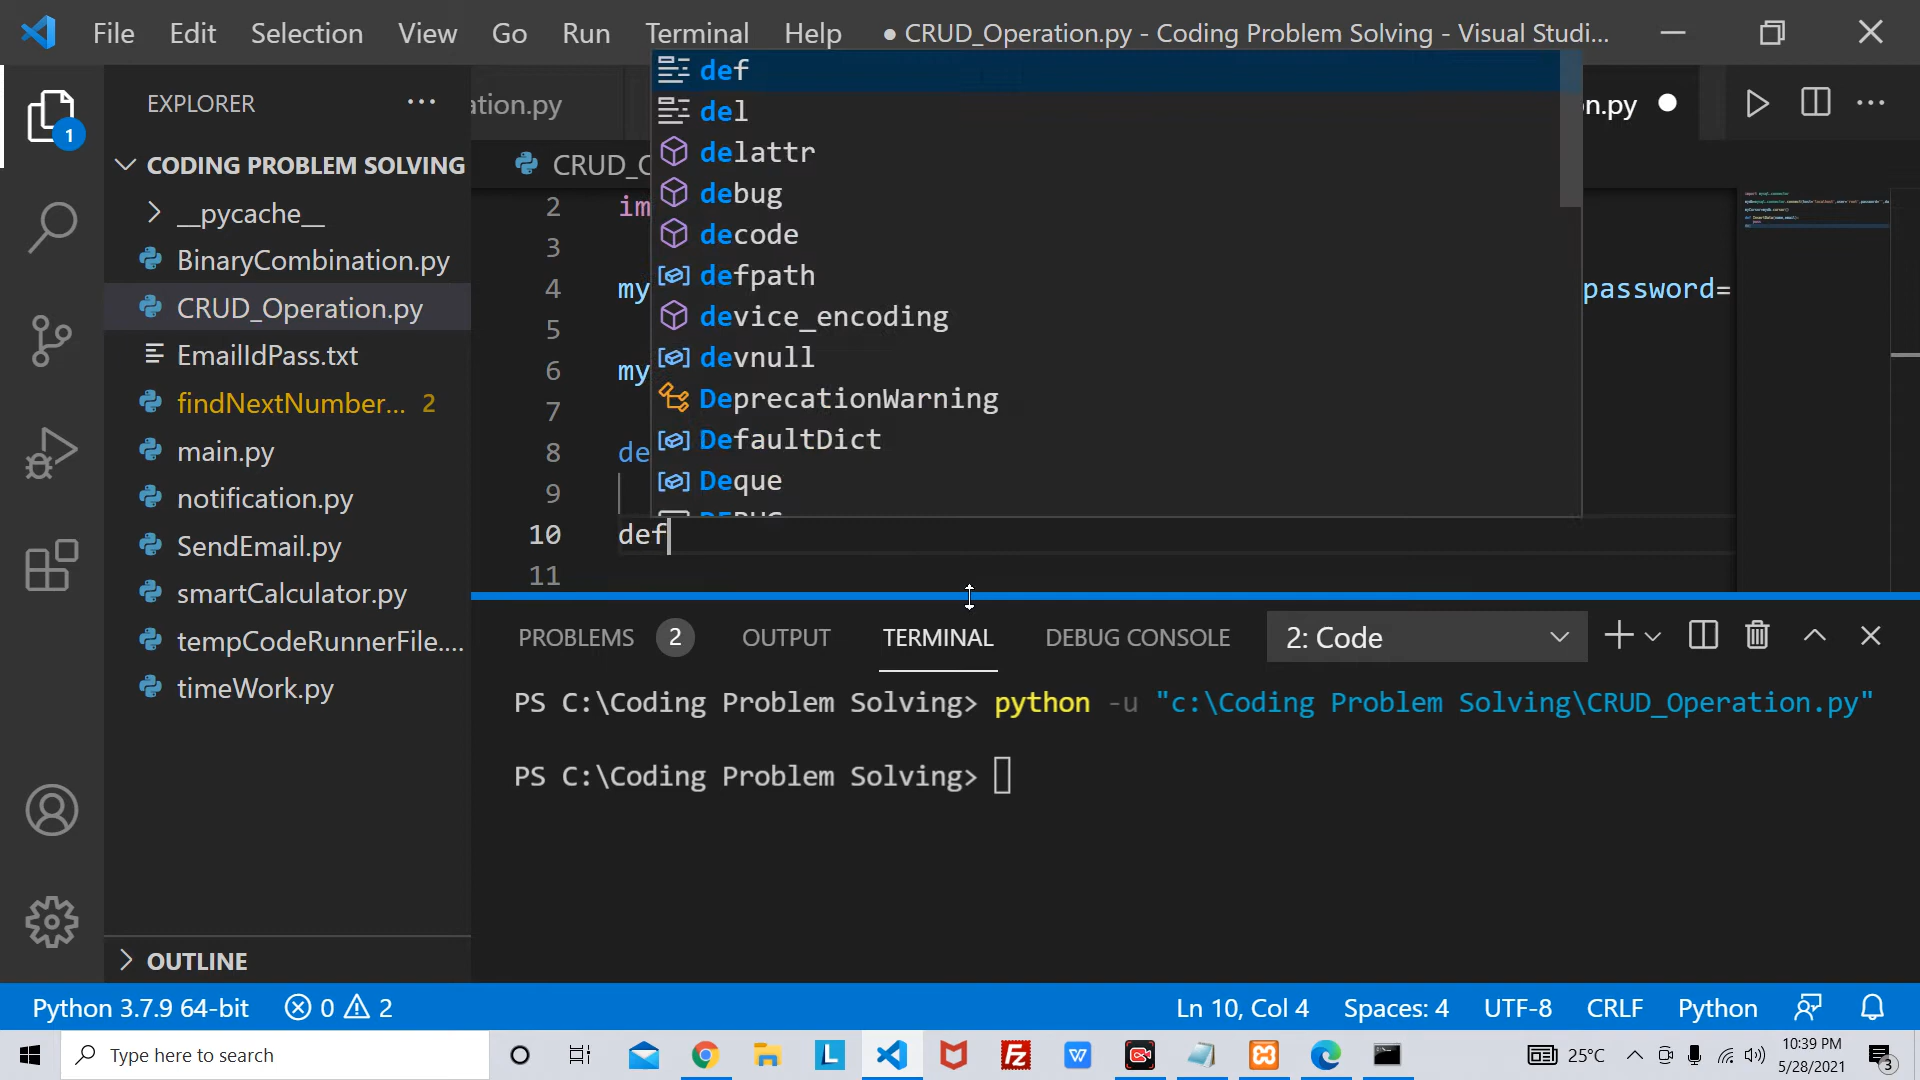 File Edit Selection View Go Run Terminal Help ● CRUD_Operation.py - Coding Problem Solving - Visual Studi...
EXPLORER ...
ation.py
n.py ●
1
CODING PROBLEM SOLVING
CRUD_C
__pycache__
BinaryCombination.py
CRUD_Operation.py
EmailIdPass.txt
findNextNumber... 2
main.py
notification.py
SendEmail.py
smartCalculator.py
tempCodeRunnerFile....
timeWork.py
OUTLINE
def
del
delattr
debug
decode
defpath
device_encoding
devnull
DeprecationWarning
DefaultDict
Deque
DEBUG
2 im
3
4 my password=
5
6 my
7
8 de
9
10 def
11
PROBLEMS 2 OUTPUT TERMINAL DEBUG CONSOLE 2: Code
PS C:\Coding Problem Solving> python -u "c:\Coding Problem Solving\CRUD_Operation.py"
PS C:\Coding Problem Solving>
Python 3.7.9 64-bit 0 2 Ln 10, Col 4 Spaces: 4 UTF-8 CRLF Python
Type here to search 25°C 10:39 PM
5/28/2021 3